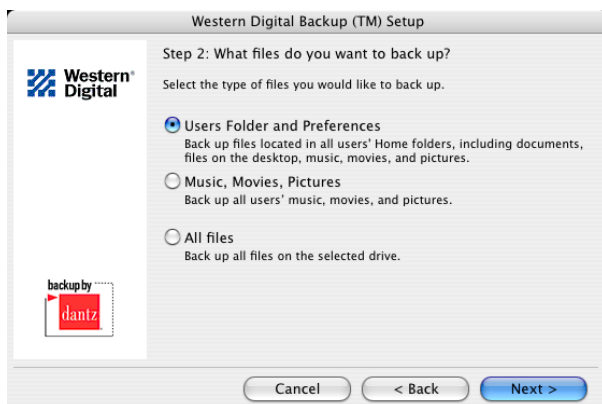 Western Digital Backup (TM) Setup
Western®
Digital
Step 2: What files do you want to back up?
Select the type of files you would like to back up.
Users Folder and Preferences
Back up files located in all users' Home folders, including documents,
files on the desktop, music, movies, and pictures.
Music, Movies, Pictures
Back up all users' music, movies, and pictures.
All files
Back up all files on the selected drive.
backup by
dantz
Cancel
< Back
Next >